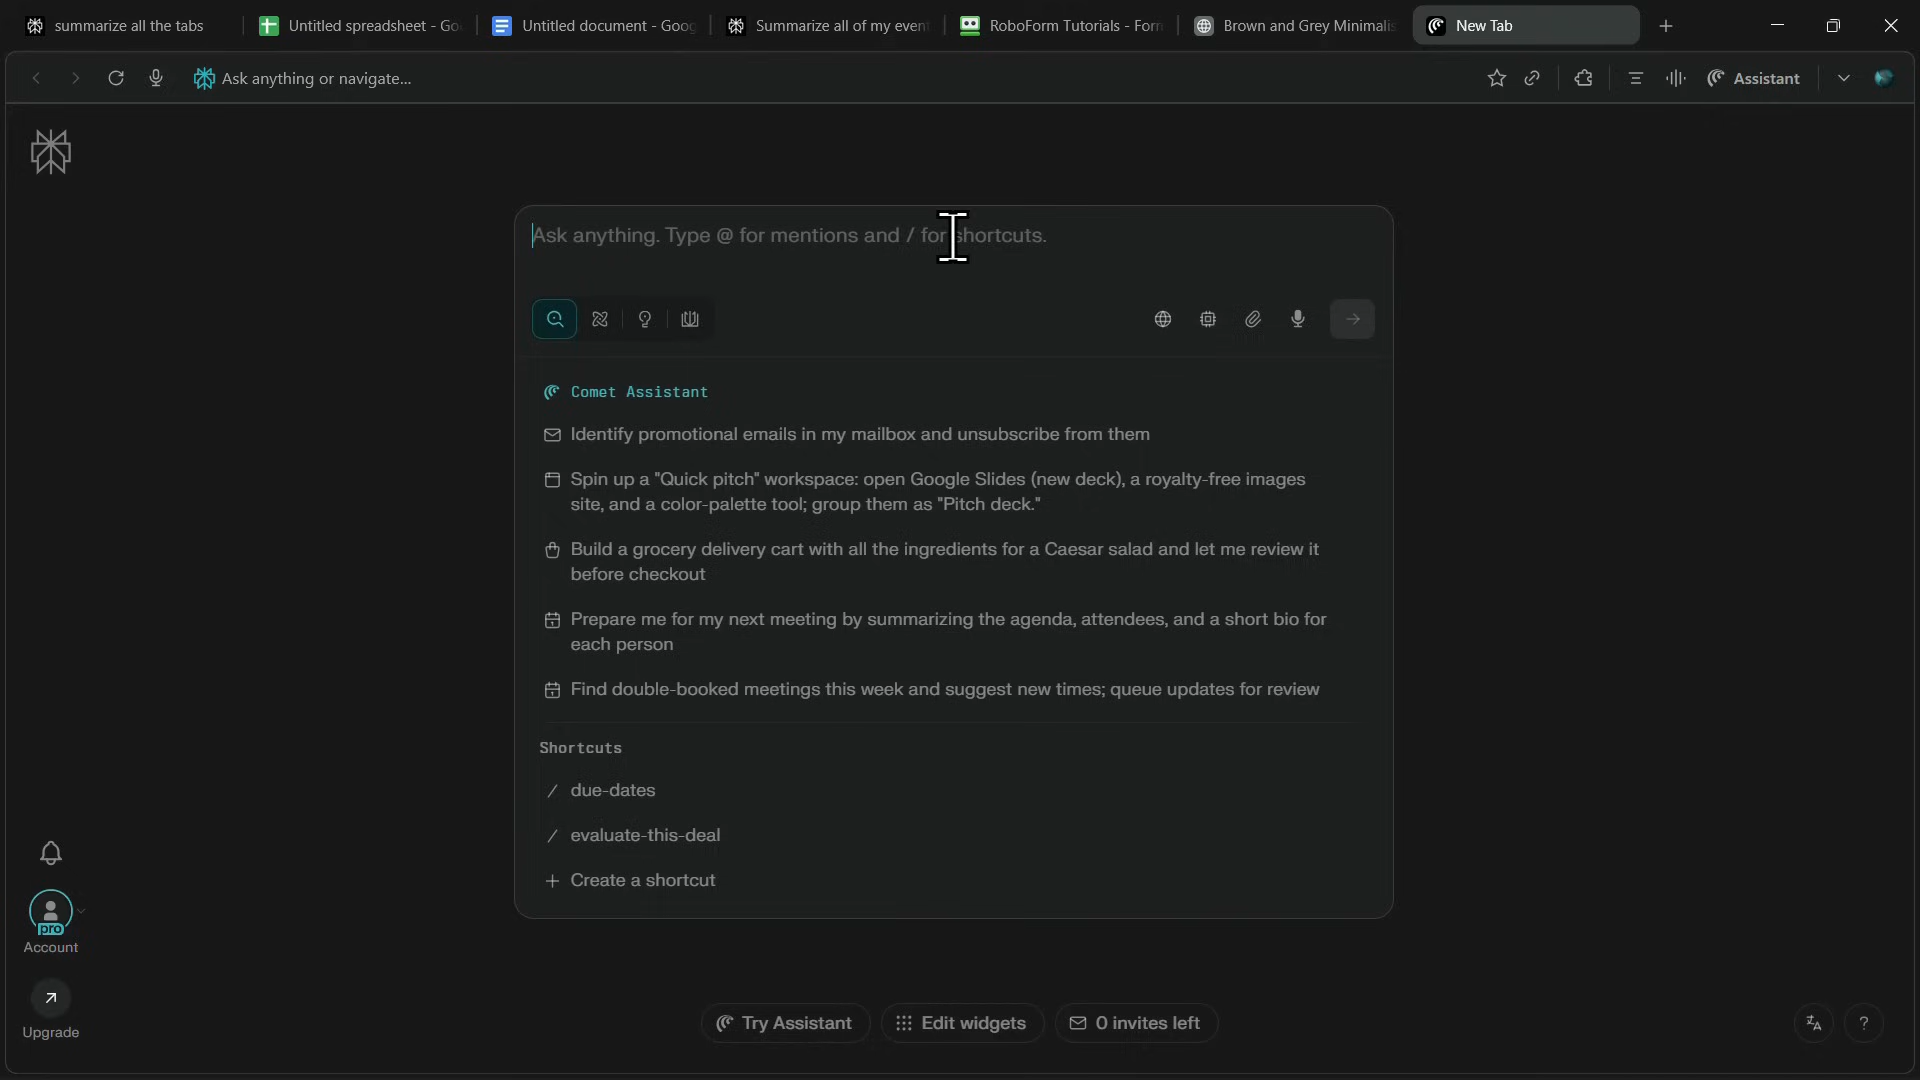 summarize all the tabs
Untitled spreadsheet - Go
Untitled document - Goog
Summarize all of my even
RoboForm Tutorials - Form
Brown and Grey Minimalis
New Tab
Ask anything or navigate...
Assistant
Ask anything. Type @ for mentions and / for shortcuts.
Comet Assistant
Identify promotional emails in my mailbox and unsubscribe from them
Spin up a "Quick pitch" workspace: open Google Slides (new deck), a royalty-free images
site, and a color-palette tool; group them as "Pitch deck."
Build a grocery delivery cart with all the ingredients for a Caesar salad and let me review it
before checkout
Prepare me for my next meeting by summarizing the agenda, attendees, and a short bio for
each person
Find double-booked meetings this week and suggest new times; queue updates for review
Shortcuts
/ due-dates
/ evaluate-this-deal
+ Create a shortcut
pro
Account
Upgrade
Try Assistant
Edit widgets
0 invites left
?